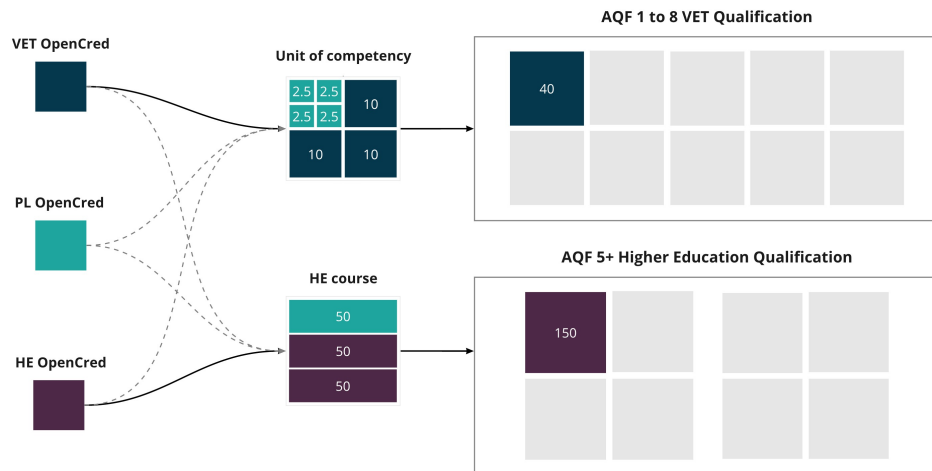 AQF 1 to 8 VET Qualification
VET OpenCred
Unit of competency
2.5 2.5
10
2.5 2.5
10 10
40
PL OpenCred
AQF 5+ Higher Education Qualification
HE course
50
50
50
150
HE OpenCred